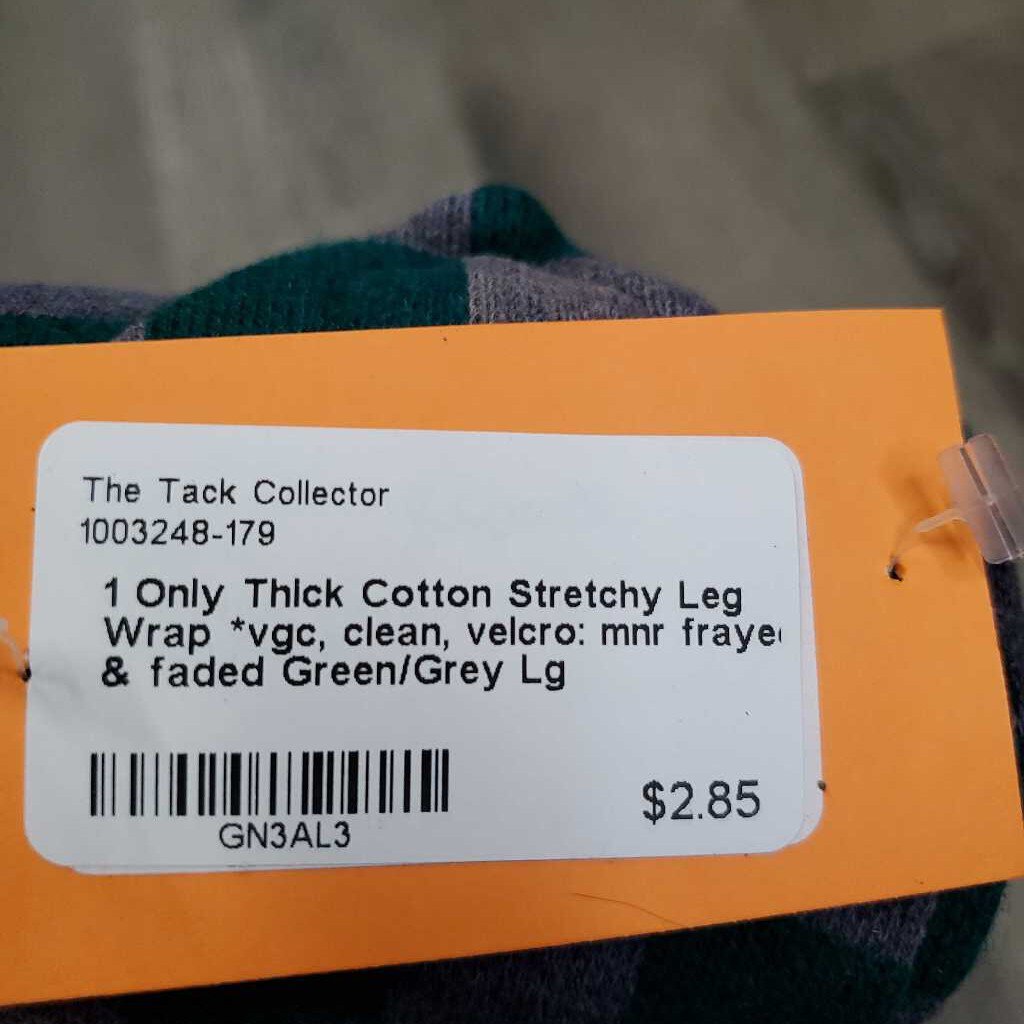 The Tack Collector
1003248-179
1 Only Thick Cotton Stretchy Leg
Wrap *vgc, clean, velcro: mnr fraye
& faded Green/Grey Lg
GN3AL3
$2.85